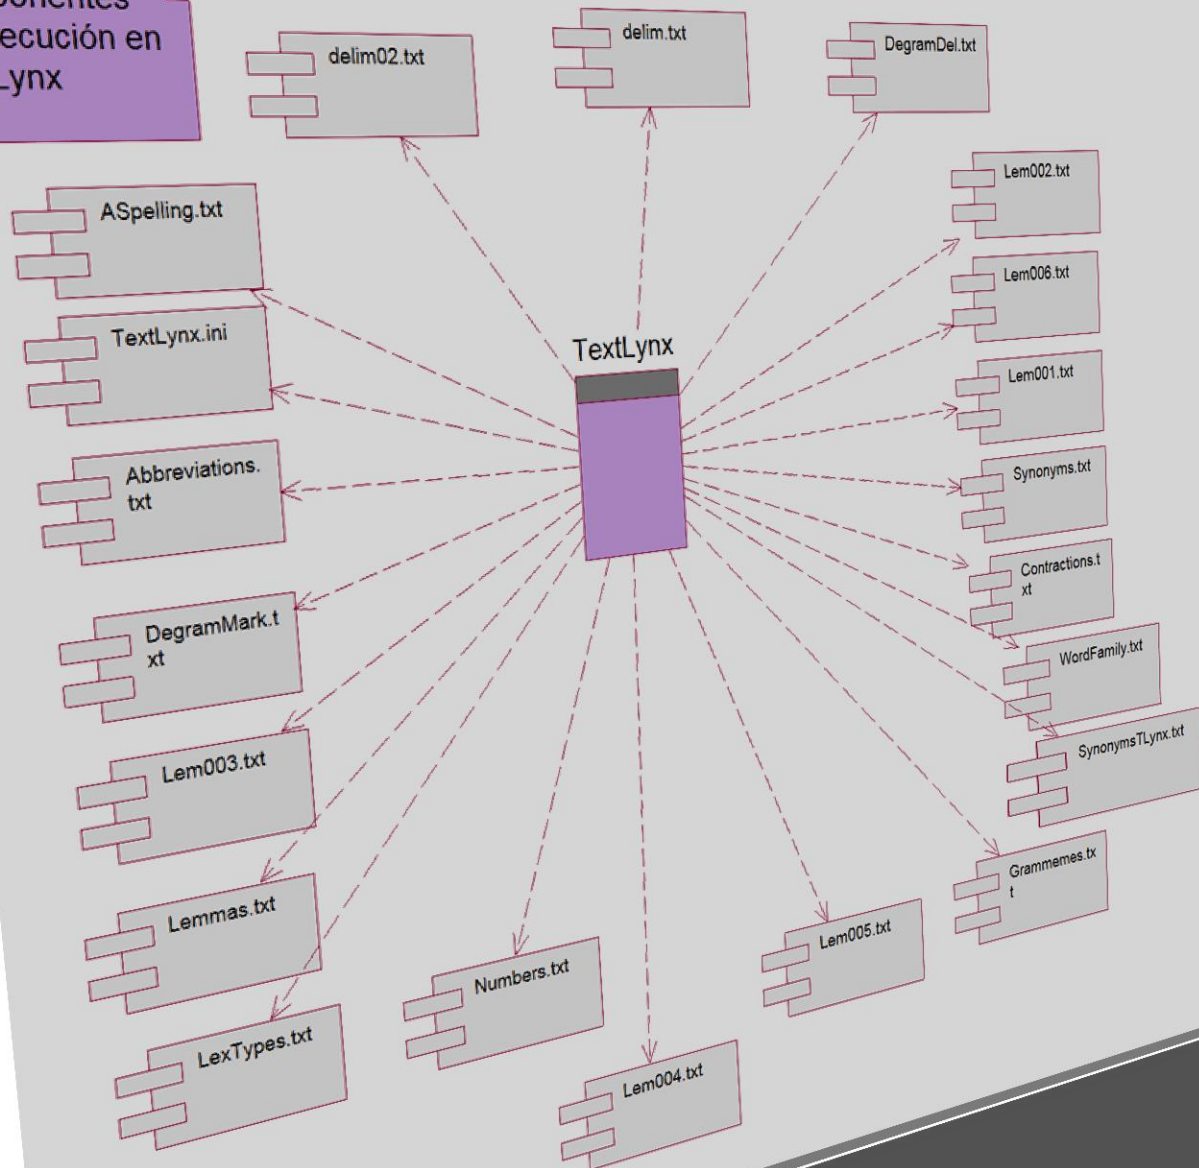 ecución en
Lynx
delim02.txt
delim.txt
DegramDel.txt
Lem002.txt
ASpelling.txt
Lem006.txt
TextLynx.ini
TextLynx
Lem001.txt
Abbreviations.
txt
Synonyms.txt
Contractions.t
xt
DegramMark.t
xt
WordFamily.txt
SynonymsTLynx.txt
Lem003.txt
Grammemes.tx
t
Lemmas.txt
Lem005.txt
Numbers.txt
LexTypes.txt
Lem004.txt